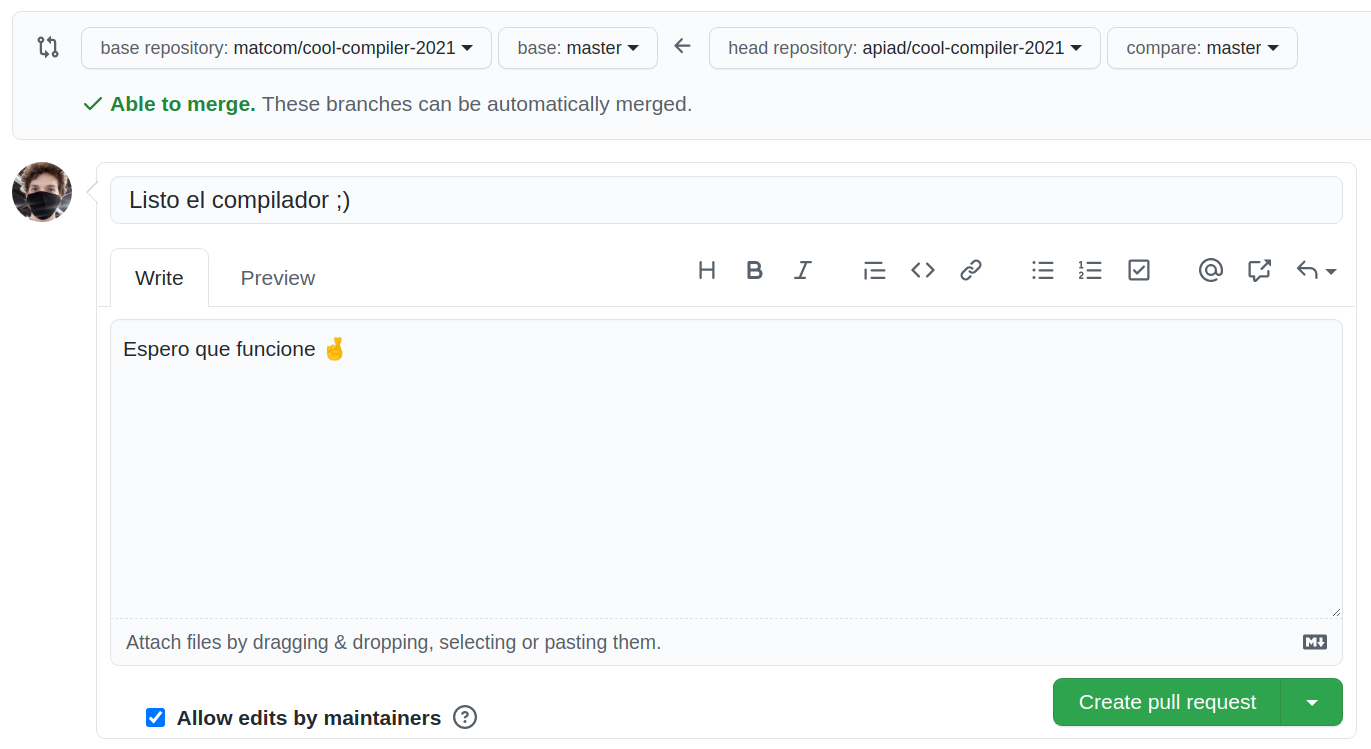 base repository: matcom/cool-compiler-2021 base: master head repository: apiad/cool-compiler-2021 compare: master
Able to merge. These branches can be automatically merged.
Listo el compilador ;)
Write Preview
Espero que funcione 🤞
Attach files by dragging & dropping, selecting or pasting them.
Allow edits by maintainers
Create pull request